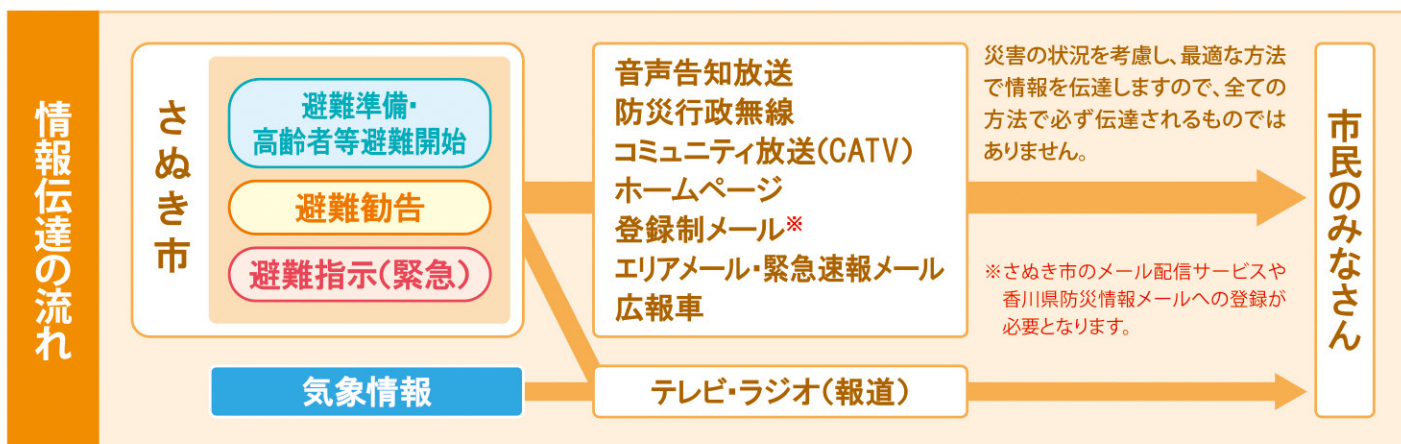 情報伝達の流れ
さぬき市
避難準備・
高齢者等避難開始
避難勧告
避難指示(緊急)
気象情報
音声告知放送
防災行政無線
コミュニティ放送(CATV)
ホームページ
登録制メール※
エリアメール・緊急速報メール
広報車
テレビ・ラジオ(報道)
災害の状況を考慮し、最適な方法
で情報を伝達しますので、全ての
方法で必ず伝達されるものでは
ありません。
※さぬき市のメール配信サービスや
香川県防災情報メールへの登録が
必要となります。
市民のみなさん